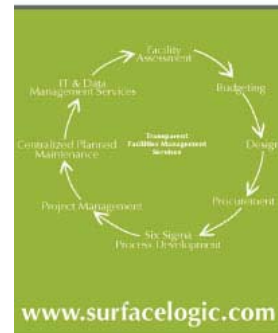 Facility
Assessment
Budgeting
Design
Procurement
Six Sigma
Process Development
Project Management
Centralized Planned
Maintenance
IT & Data
Management Services
Transparent
Facilities Management
Services
www.surfacelogic.com